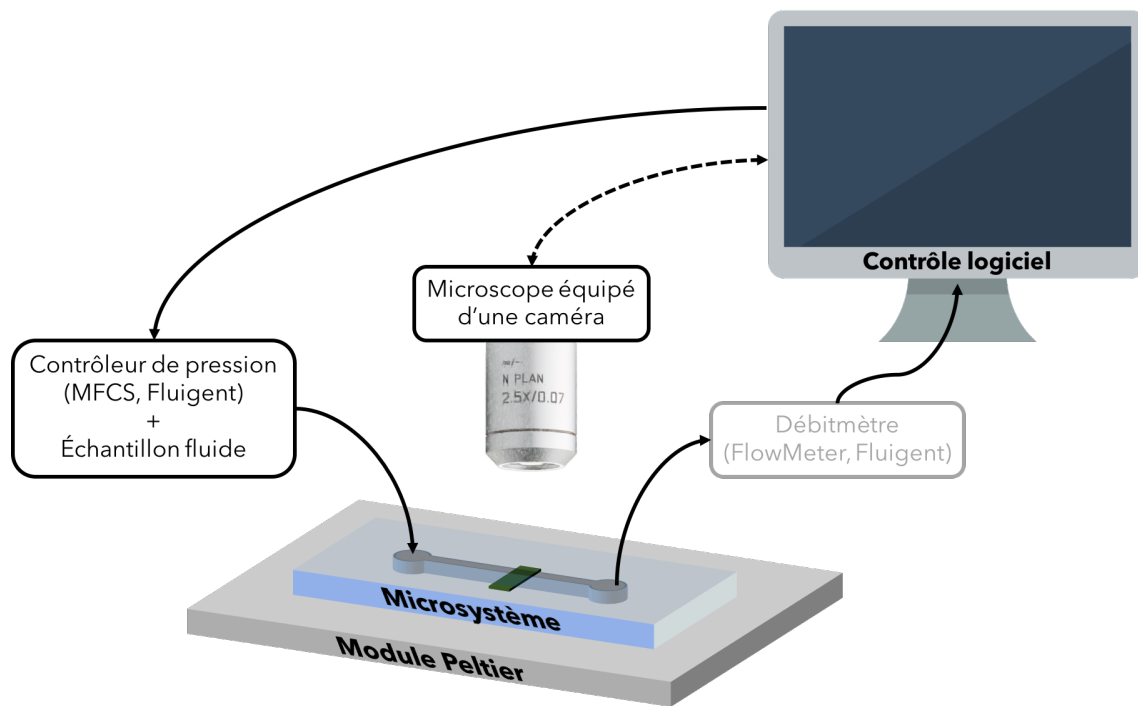 Contrôle logiciel
Microscope équipé
d'une caméra
Contrôleur de pression
(MFCS, Fluigent)
+
Échantillon fluide
N PLAN
2.5X/0.07
Débitmètre
(FlowMeter, Fluigent)
Microsystème
Module Peltier